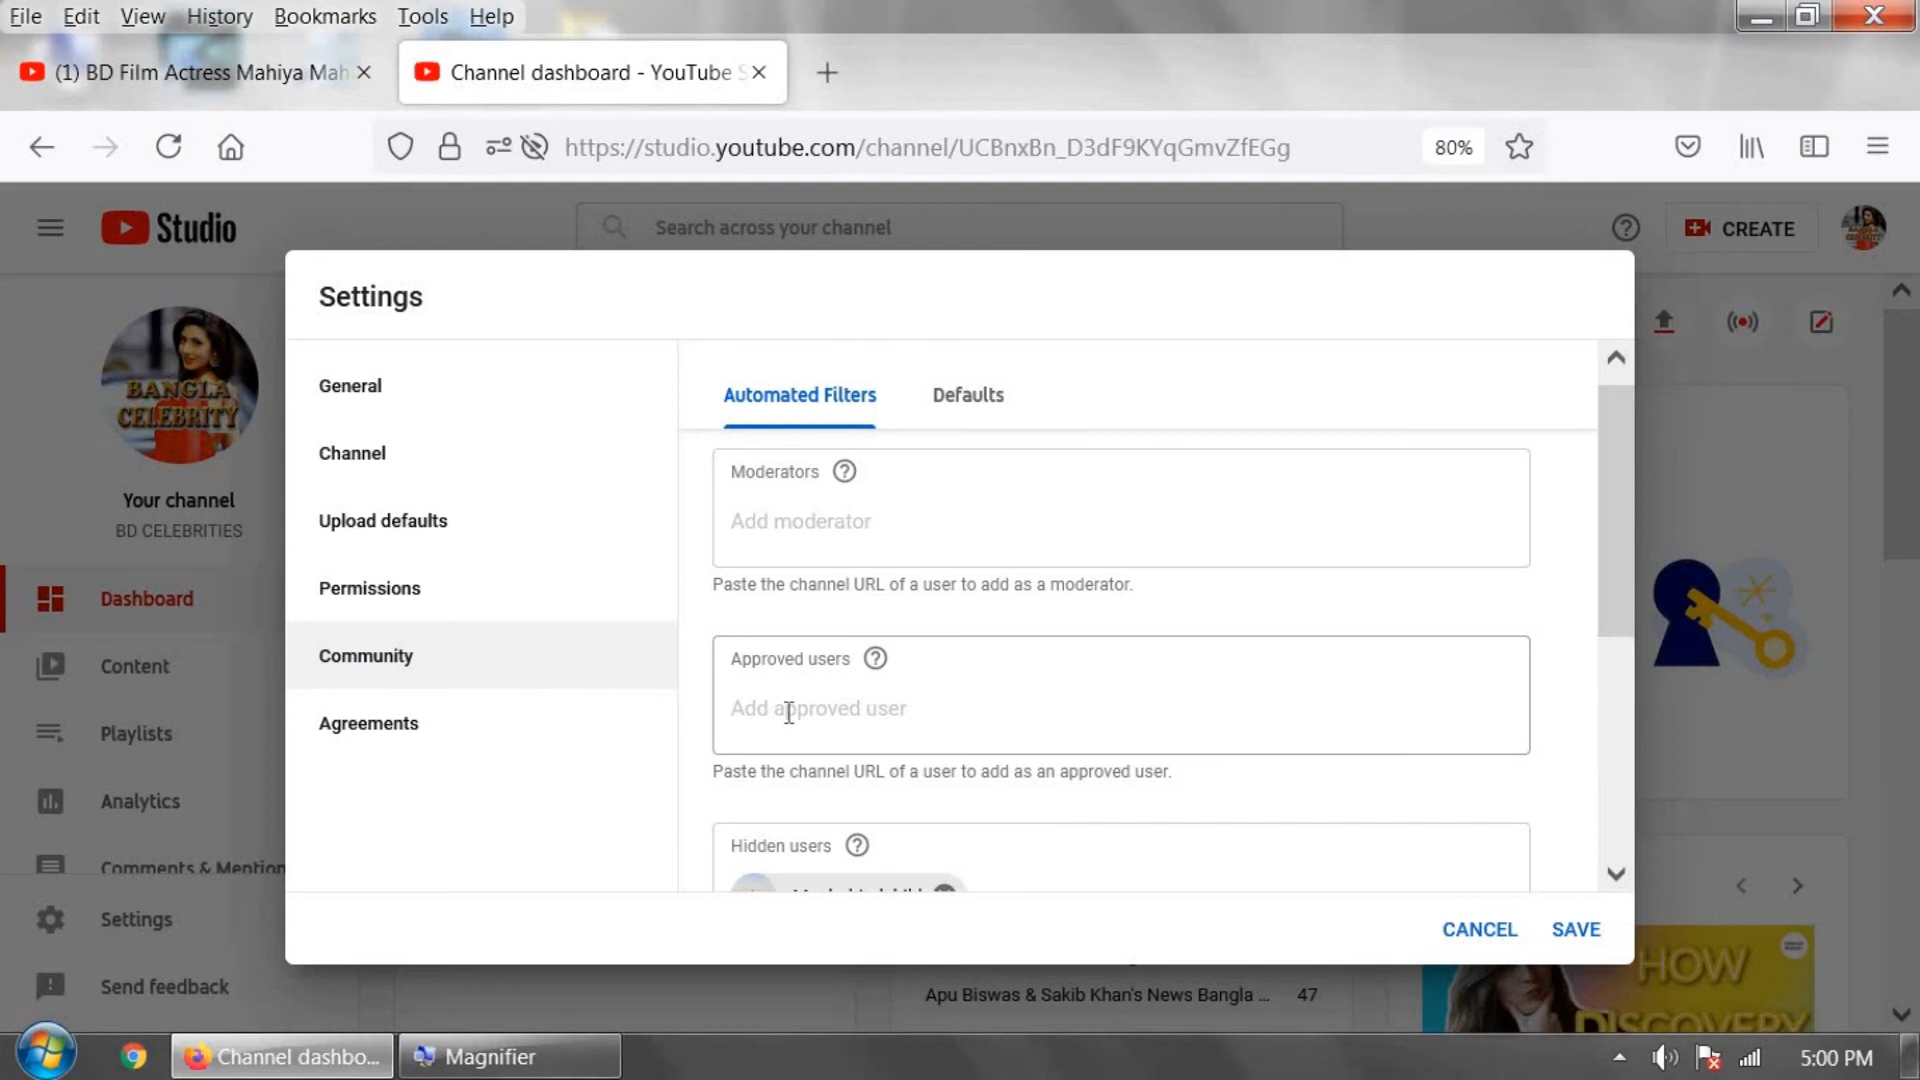 File Edit View History Bookmarks Tools Help
(1) BD Film Actress Mahiya Mah
Channel dashboard - YouTube S
https://studio.youtube.com/channel/UCBnxBn_D3dF9KYqGmvZfEGg
80%
Studio
Search across your channel
CREATE
Settings
BANGLA
CELEBRITY
Your channel
BD CELEBRITIES
Dashboard
Content
Playlists
Analytics
Comments & Mention
Settings
Send feedback
General
Channel
Upload defaults
Permissions
Community
Agreements
Automated Filters
Defaults
Moderators
Add moderator
Paste the channel URL of a user to add as a moderator.
Approved users
Add approved user
Paste the channel URL of a user to add as an approved user.
Hidden users
CANCEL
SAVE
Apu Biswas & Sakib Khan's News Bangla ... 47
HOW
DISCOVERY
Channel dashbo...
Magnifier
5:00 PM